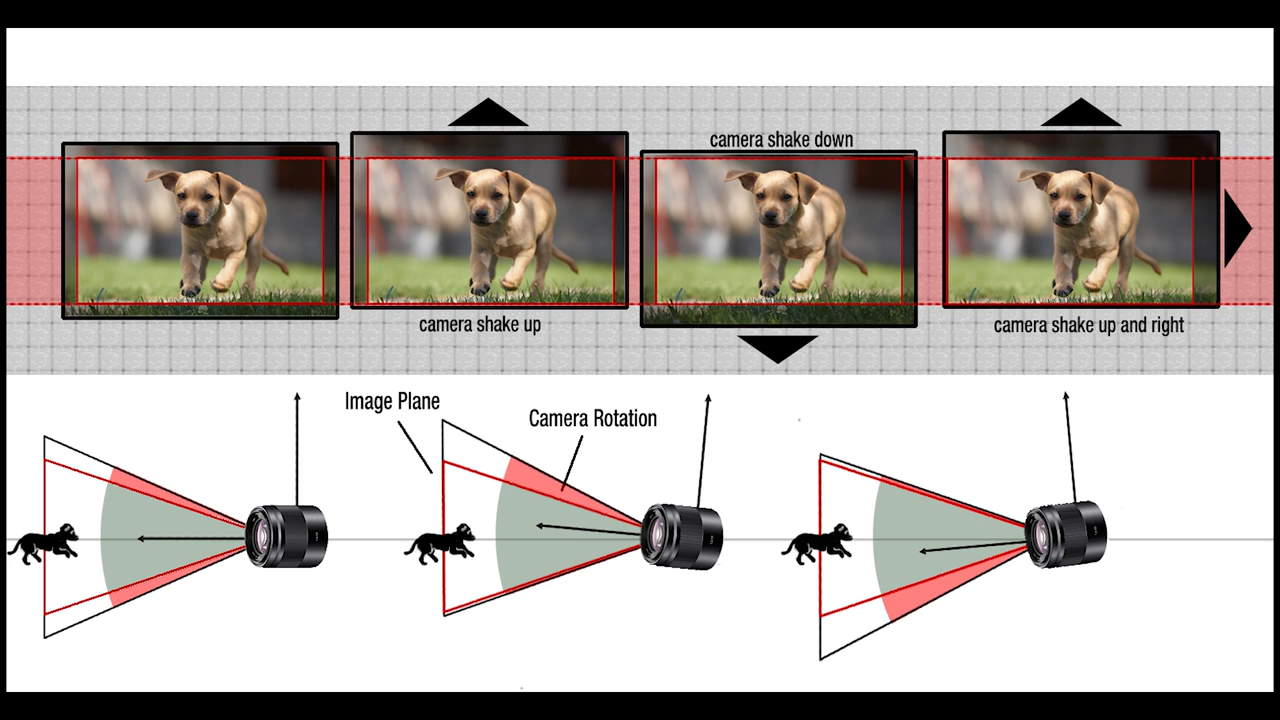 camera shake down
camera shake up
camera shake up and right
Image Plane
Camera Rotation